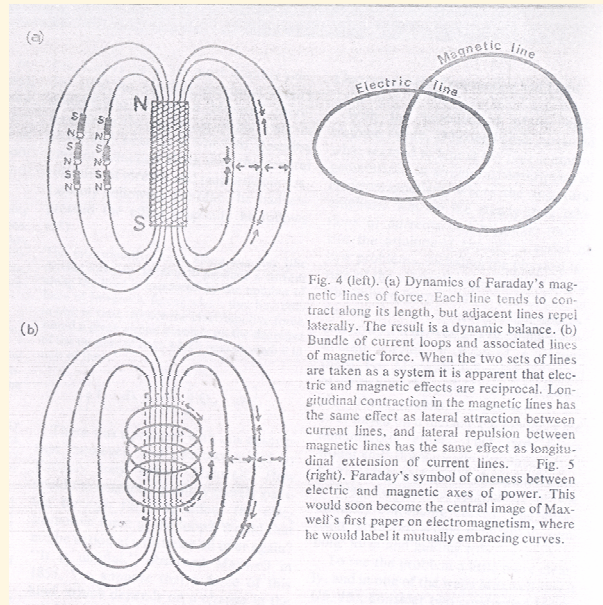 (a)
N
S
S
N
S
N
S
N
S
N
S
N
S
N
Magnetic line
Electric line
(b)
Fig. 4 (left). (a) Dynamics of Faraday's mag-
netic lines of force. Each line tends to con-
tract along its length, but adjacent lines repel
laterally. The result is a dynamic balance. (b)
Bundle of current loops and associated lines
of magnetic force. When the two sets of lines
are taken as a system it is apparent that elec-
tric and magnetic effects are reciprocal. Lon-
gitudinal contraction in the magnetic lines has
the same effect as lateral attraction between
current lines, and lateral repulsion between
magnetic lines has the same effect as longitu-
dinal extension of current lines. Fig. 5
(right). Faraday's symbol of oneness between
electric and magnetic axes of power. This
would soon become the central image of Max-
well's first paper on electromagnetism, where
he would label it mutually embracing curves.